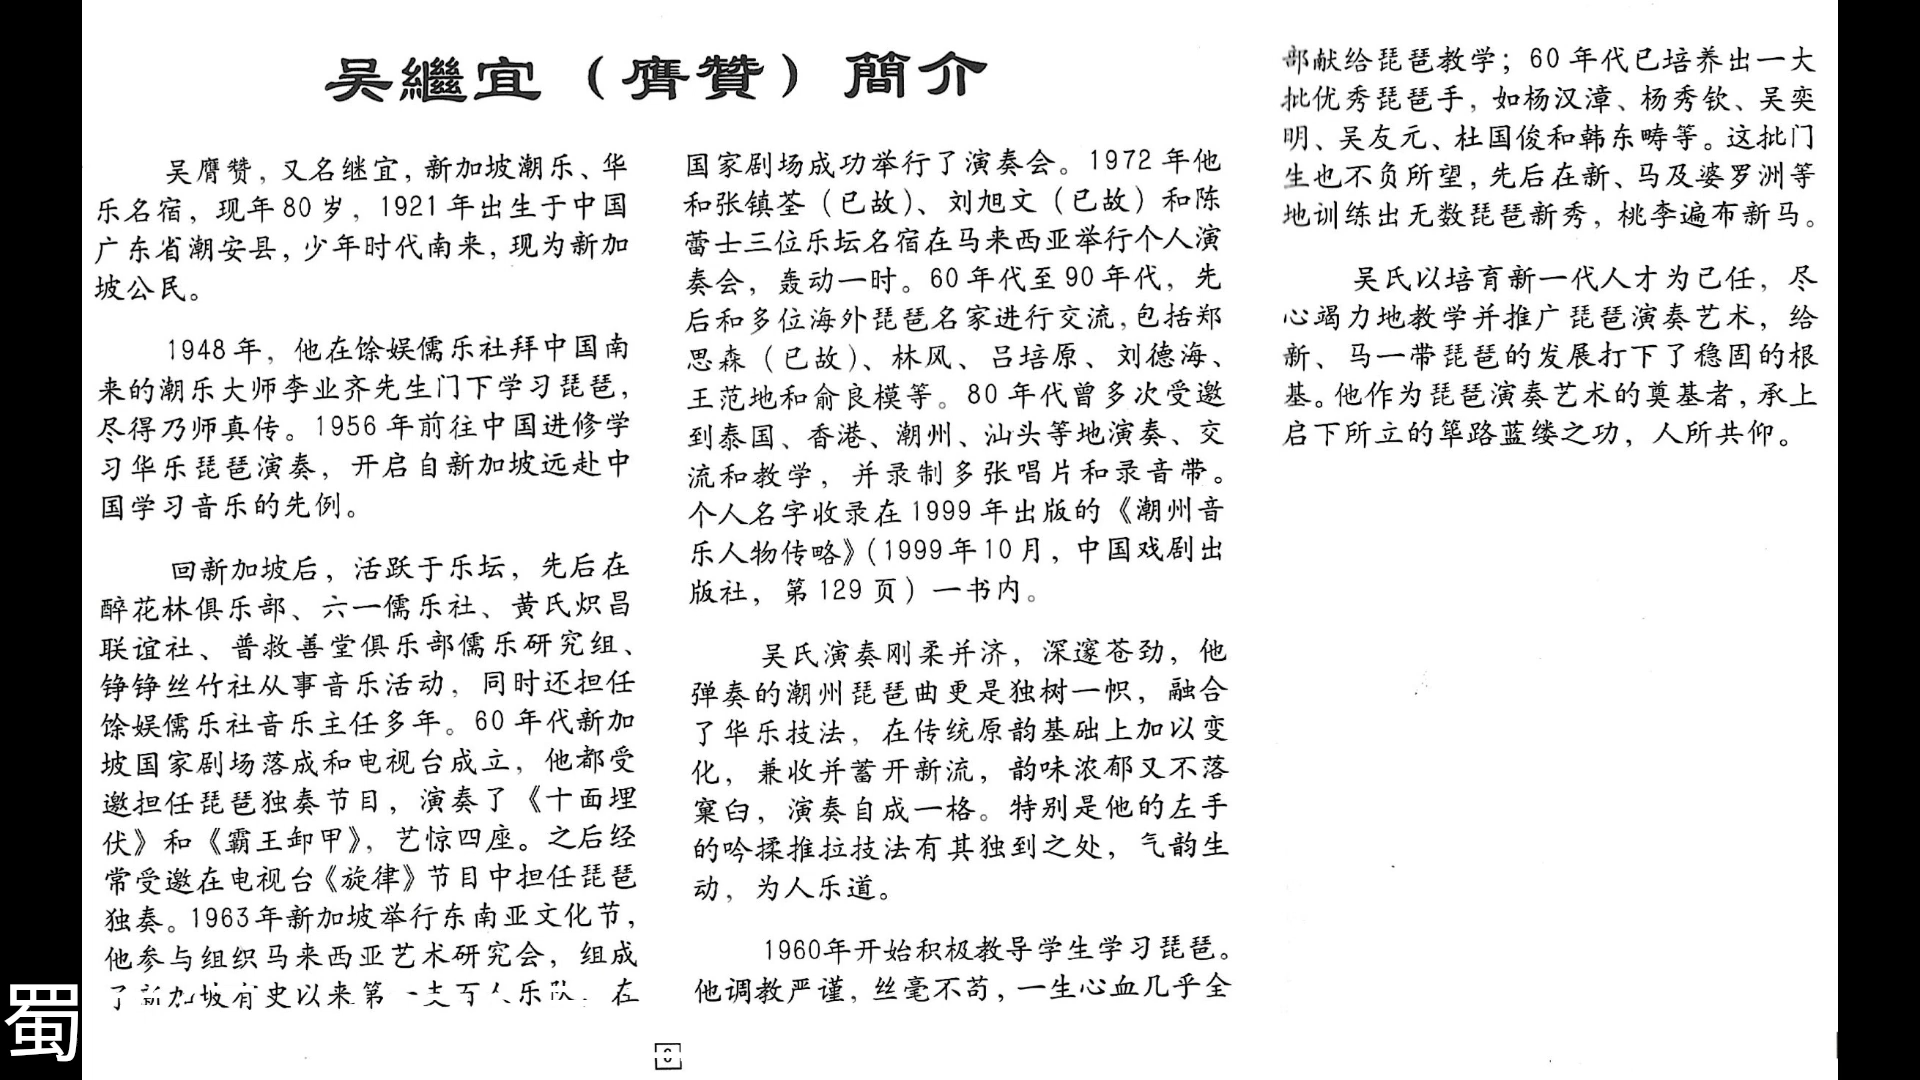 吴繼宜（膺贊）簡介
吴膺赞，又名继宜，新加坡潮乐、华
乐名宿，现年80岁，1921年出生于中国
广东省潮安县，少年时代南来，现为新加
坡公民。
1948年，他在馀娱儒乐社拜中国南
来的潮乐大师李业齐先生门下学习琵琶，
尽得乃师真传。1956年前往中国进修学
习华乐琵琶演奏，开启自新加坡远赴中
国学习音乐的先例。
回新加坡后，活跃于乐坛，先后在
醉花林俱乐部、六一儒乐社、黄氏炽昌
联谊社、普救善堂俱乐部儒乐研究组、
铮铮丝竹社从事音乐活动，同时还担任
馀娱儒乐社音乐主任多年。60年代新加
坡国家剧场落成和电视台成立，他都受
邀担任琵琶独奏节目，演奏了《十面埋
伏》和《霸王卸甲》，艺惊四座。之后经
常受邀在电视台《旋律》节目中担任琵琶
独奏。1963年新加坡举行东南亚文化节，
他参与组织马来西亚艺术研究会，组成
了新加坡有史以来第一支百人乐队，在
国家剧场成功举行了演奏会。1972年他
和张镇荃（已故）、刘旭文（已故）和陈
蕾士三位乐坛名宿在马来西亚举行个人演
奏会，轰动一时。60年代至90年代，先
后和多位海外琵琶名家进行交流，包括郑
思森（已故）、林风、吕培原、刘德海、
王范地和俞良模等。80年代曾多次受邀
到泰国、香港、潮州、汕头等地演奏、交
流和教学，并录制多张唱片和录音带。
个人名字收录在1999年出版的《潮州音
乐人物传略》（1999年10月，中国戏剧出
版社，第129页）一书内。
吴氏演奏刚柔并济，深邃苍劲，他
弹奏的潮州琵琶曲更是独树一帜，融合
了华乐技法，在传统原韵基础上加以变
化，兼收并蓄开新流，韵味浓郁又不落
窠臼，演奏自成一格。特别是他的左手
的吟揉推拉技法有其独到之处，气韵生
动，为人乐道。
1960年开始积极教导学生学习琵琶。
他调教严谨，丝毫不苟，一生心血几乎全
部献给琵琶教学；60年代已培养出一大
批优秀琵琶手，如杨汉漳、杨秀钦、吴奕
明、吴友元、杜国俊和韩东畴等。这批门
生也不负所望，先后在新、马及婆罗洲等
地训练出无数琵琶新秀，桃李遍布新马。
吴氏以培育新一代人才为己任，尽
心竭力地教学并推广琵琶演奏艺术，给
新、马一带琵琶的发展打下了稳固的根
基。他作为琵琶演奏艺术的奠基者，承上
启下所立的筚路蓝缕之功，人所共仰。
蜀